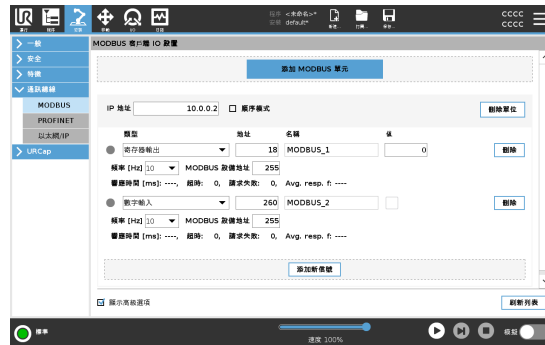 UR
程序 <未命名>*
安裝 default*
新建... 打開... 保存...
cccc
cccc
運行 程序 安裝 移動 I/O 日誌
一般
安全
特徵
通訊總線
MODBUS
PROFINET
以太網/IP
URCap
MODBUS 客戶端 IO 設置
添加 MODBUS 單元
IP 地址 10.0.0.2 順序模式 刪除單位
類型 地址 名稱 值
寄存器輸出 18 MODBUS_1 0 刪除
頻率 [Hz] 10 MODBUS 設備地址 255
響應時間 [ms]: ----, 超時: 0, 請求失敗: 0, Avg. resp. f: ----
數字輸入 260 MODBUS_2 刪除
頻率 [Hz] 10 MODBUS 設備地址 255
響應時間 [ms]: ----, 超時: 0, 請求失敗: 0, Avg. resp. f: ----
添加新信號
顯示高級選項 刷新列表
標準
速度 100%
模擬